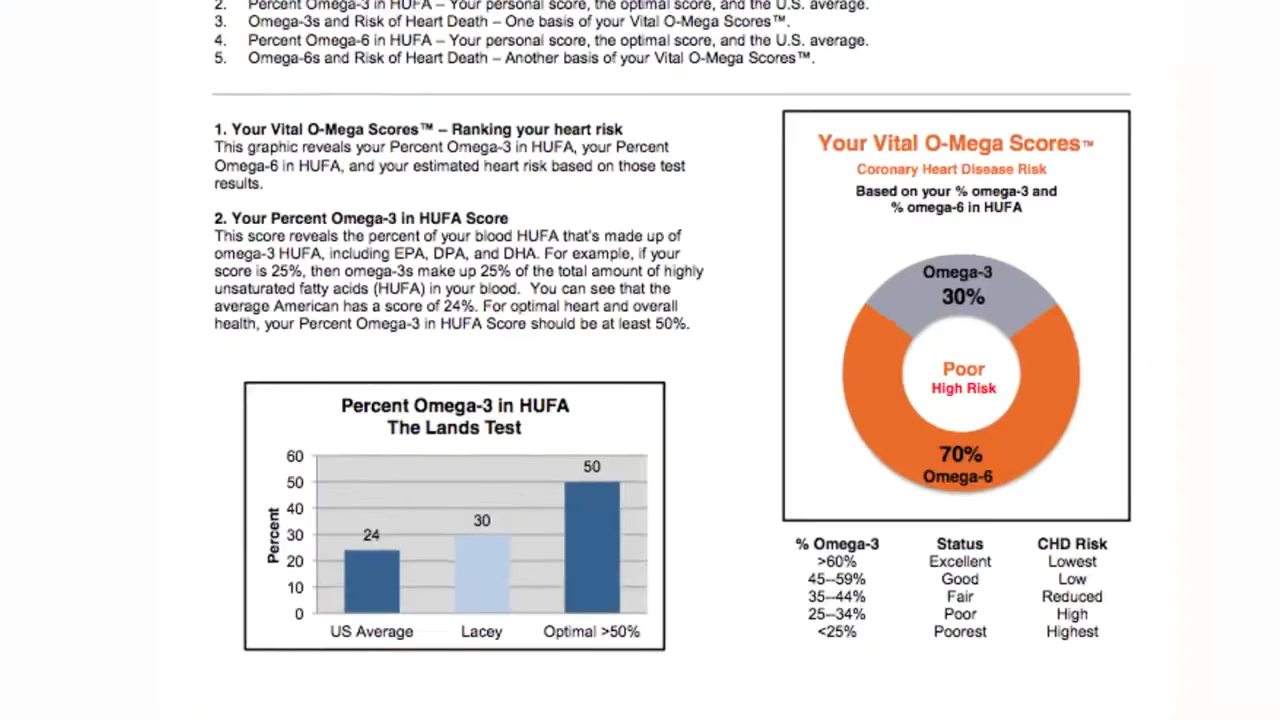 2. Percent Omega-3 in HUFA – Your personal score, the optimal score, and the U.S. average.
3. Omega-3s and Risk of Heart Death – One basis of your Vital O-Mega Scores™.
4. Percent Omega-6 in HUFA – Your personal score, the optimal score, and the U.S. average.
5. Omega-6s and Risk of Heart Death – Another basis of your Vital O-Mega Scores™.
1. Your Vital O-Mega Scores™ – Ranking your heart risk
This graphic reveals your Percent Omega-3 in HUFA, your Percent
Omega-6 in HUFA, and your estimated heart risk based on those test
results.
2. Your Percent Omega-3 in HUFA Score
This score reveals the percent of your blood HUFA that's made up of
omega-3 HUFA, including EPA, DPA, and DHA. For example, if your
score is 25%, then omega-3s make up 25% of the total amount of highly
unsaturated fatty acids (HUFA) in your blood. You can see that the
average American has a score of 24%. For optimal heart and overall
health, your Percent Omega-3 in HUFA Score should be at least 50%.
Percent Omega-3 in HUFA
The Lands Test
Percent
60
50
40
30
20
10
0
24
30
50
US Average Lacey Optimal >50%
Your Vital O-Mega Scores™
Coronary Heart Disease Risk
Based on your % omega-3 and
% omega-6 in HUFA
Omega-3
30%
Poor
High Risk
70%
Omega-6
% Omega-3 Status CHD Risk
>60% Excellent Lowest
45--59% Good Low
35--44% Fair Reduced
25--34% Poor High
<25% Poorest Highest